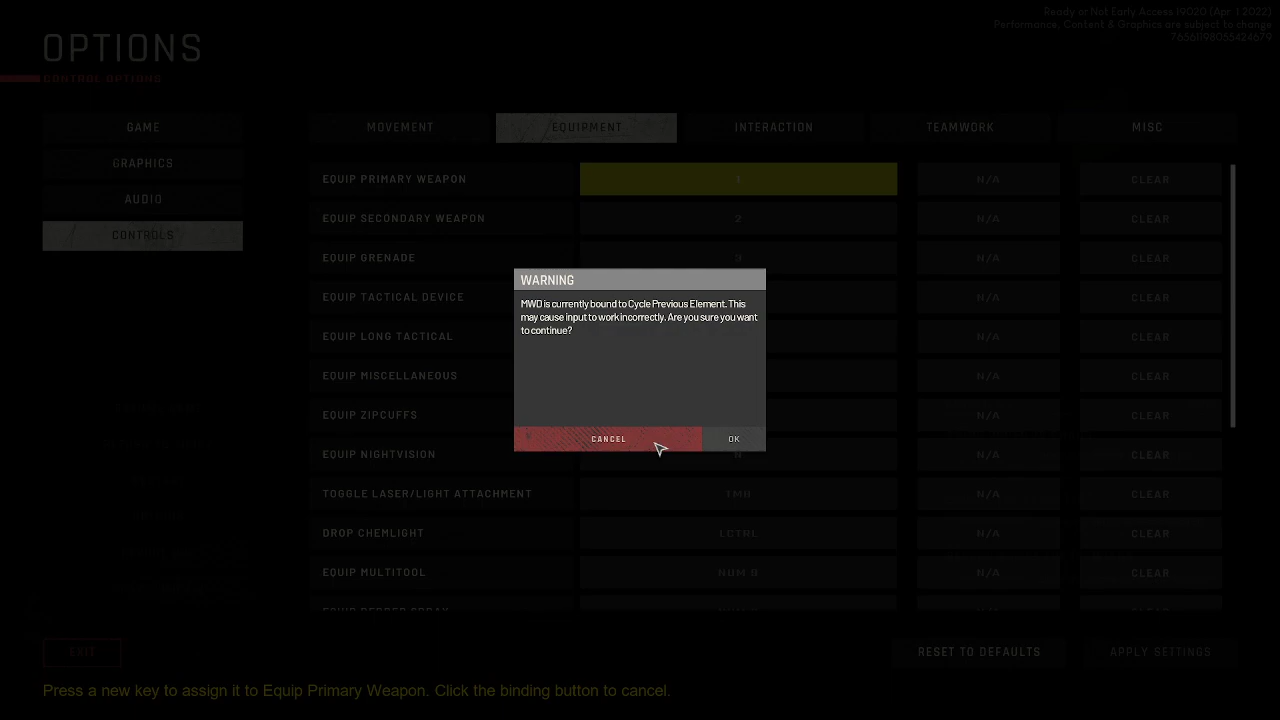 Ready or Not Early Access 19020 (Apr. 1 2022)
Performance, Content & Graphics are subject to change
76561198055424679
OPTIONS
CONTROL OPTIONS
GAME
GRAPHICS
AUDIO
CONTROLS
MOVEMENT EQUIPMENT INTERACTION TEAMWORK MISC
EQUIP PRIMARY WEAPON 1 N/A CLEAR
EQUIP SECONDARY WEAPON 2 N/A CLEAR
EQUIP GRENADE N/A CLEAR
EQUIP TACTICAL DEVICE N/A CLEAR
EQUIP LONG TACTICAL N/A CLEAR
EQUIP MISCELLANEOUS N/A CLEAR
EQUIP ZIPCUFFS N/A CLEAR
EQUIP NIGHTVISION N N/A CLEAR
TOGGLE LASER/LIGHT ATTACHMENT N/A CLEAR
DROP CHEMLIGHT LCTRL N/A CLEAR
EQUIP MULTITOOL N/A CLEAR
WARNING
MWD is currently bound to Cycle Previous Element. This
may cause input to work incorrectly. Are you sure you want
to continue?
CANCEL OK
EXIT RESET TO DEFAULTS APPLY SETTINGS
Press a new key to assign it to Equip Primary Weapon. Click the binding button to cancel.